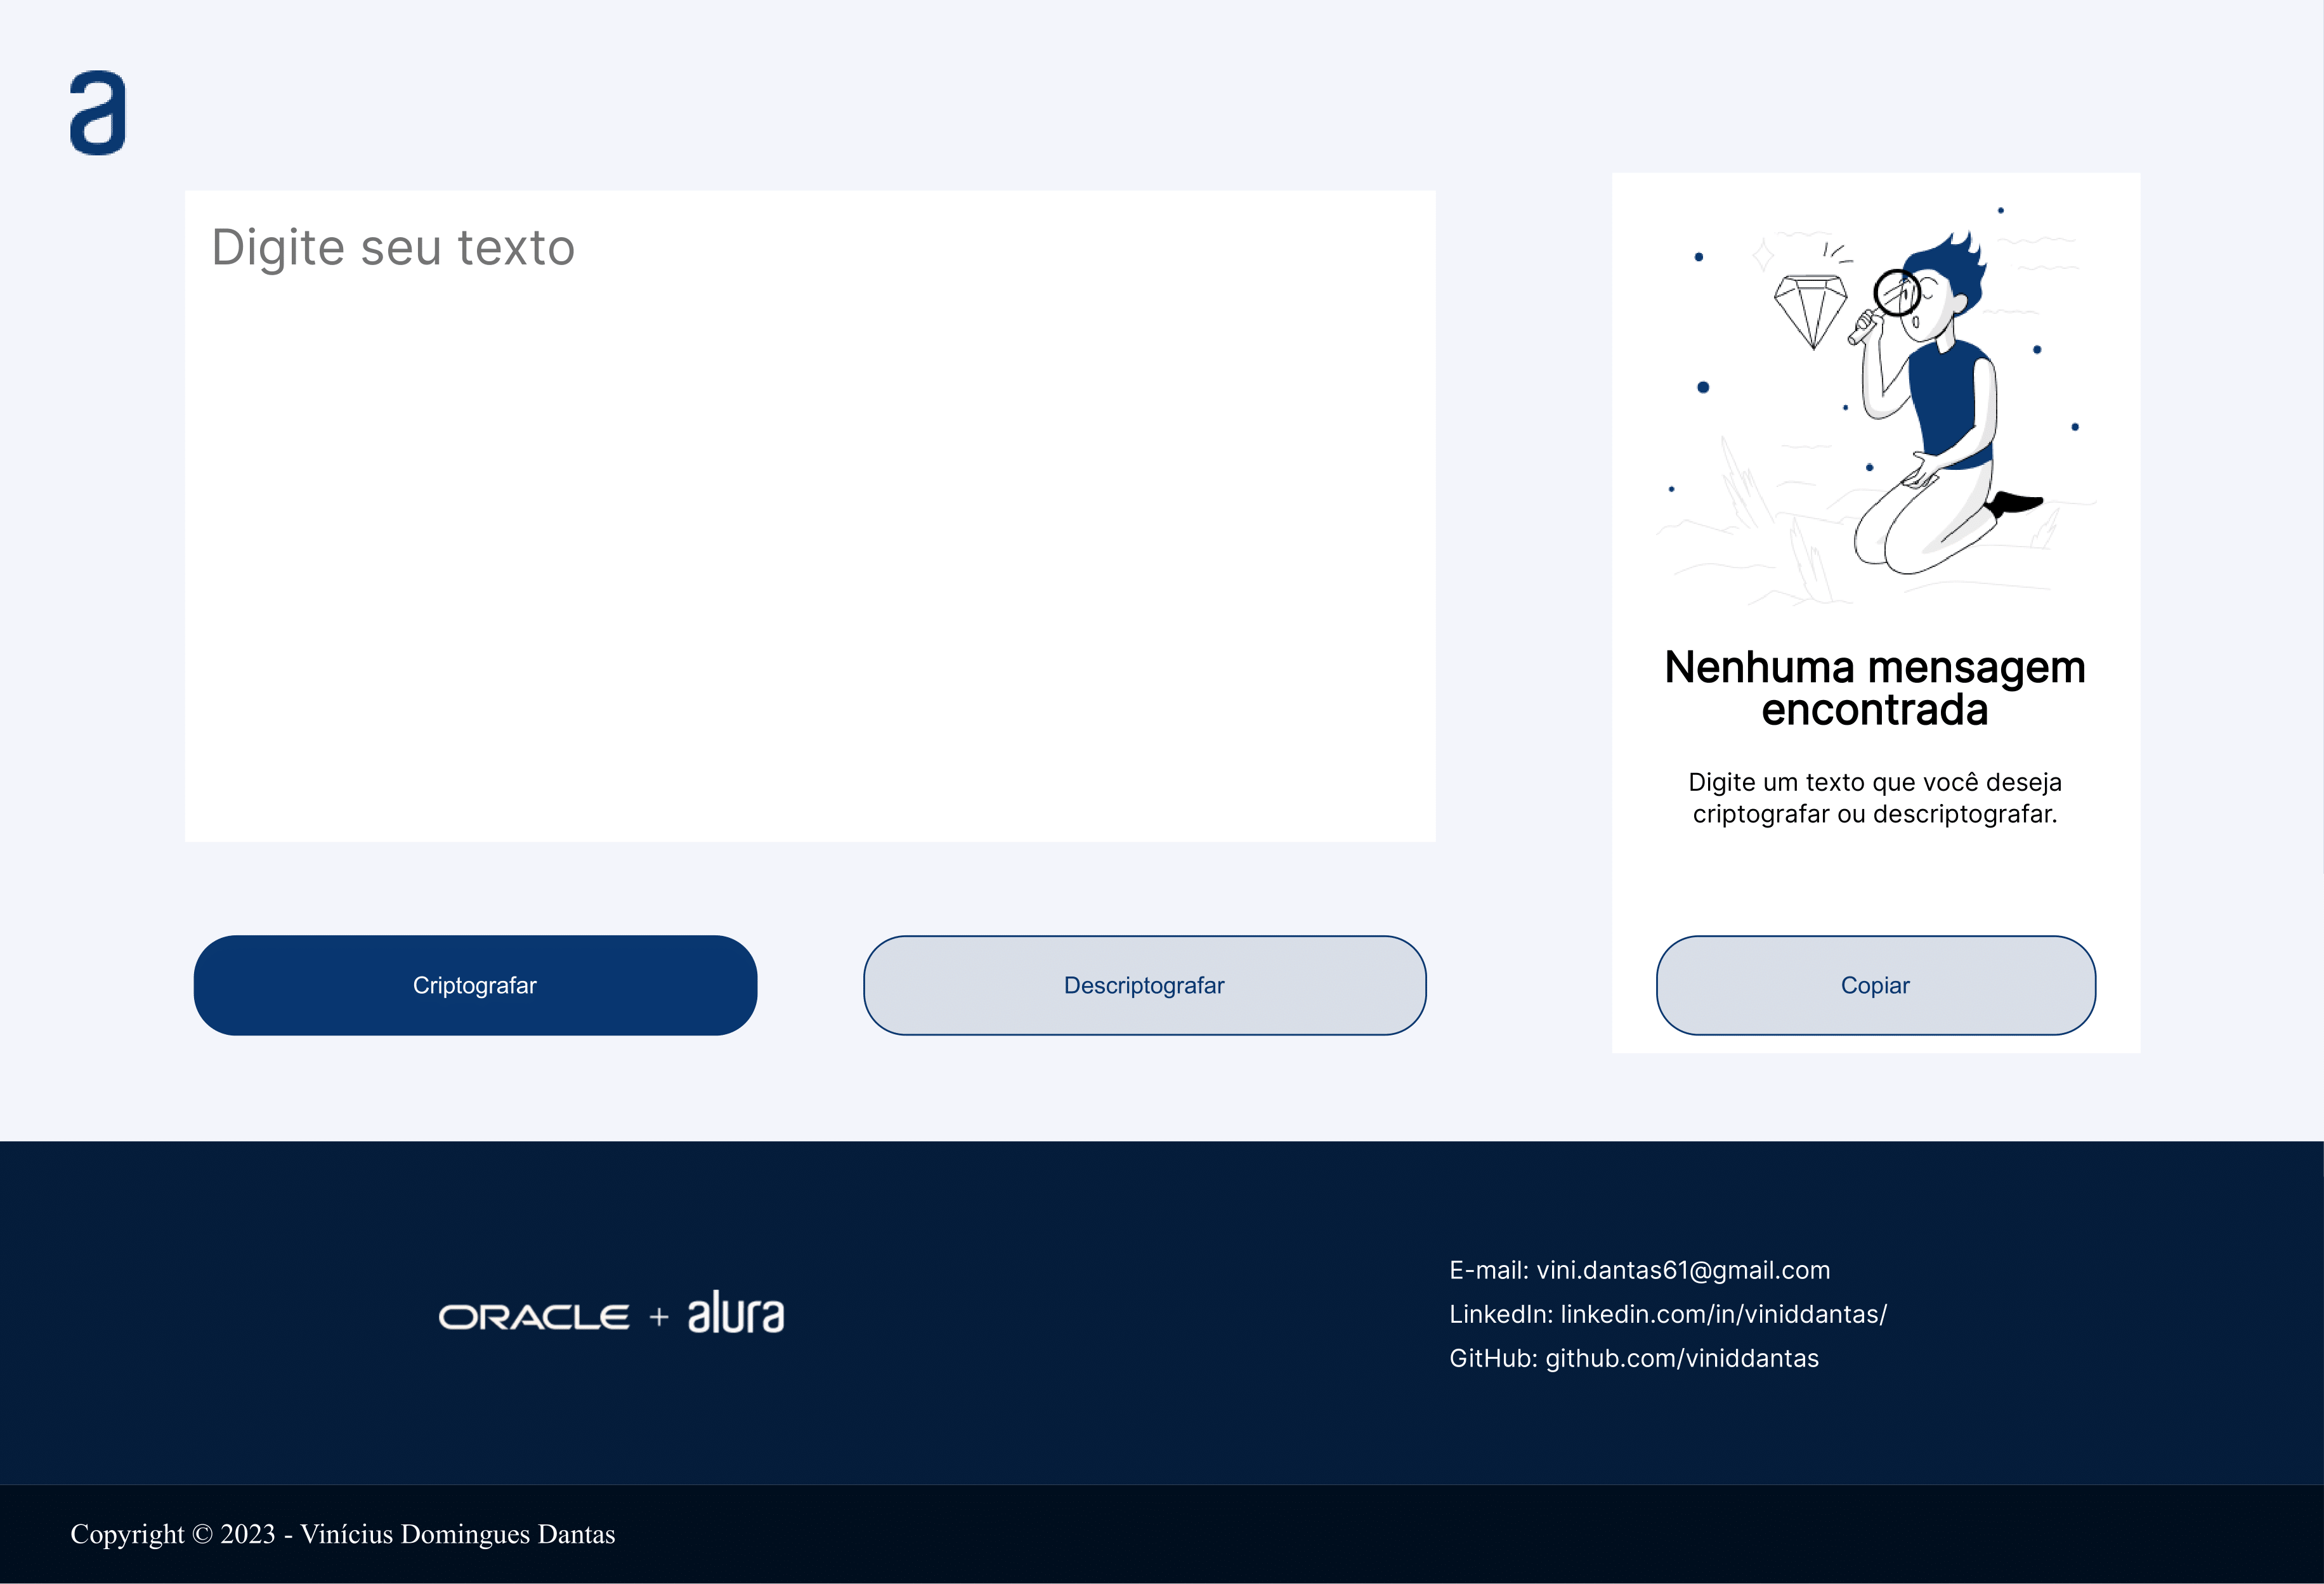 a
Digite seu texto
Nenhuma mensagem
encontrada
Digite um texto que você deseja
criptografar ou descriptografar.
Criptografar
Descriptografar
Copiar
ORACLE + alura
E-mail: vini.dantas61@gmail.com
LinkedIn: linkedin.com/in/viniddantas/
GitHub: github.com/viniddantas
Copyright © 2023 - Vinícius Domingues Dantas